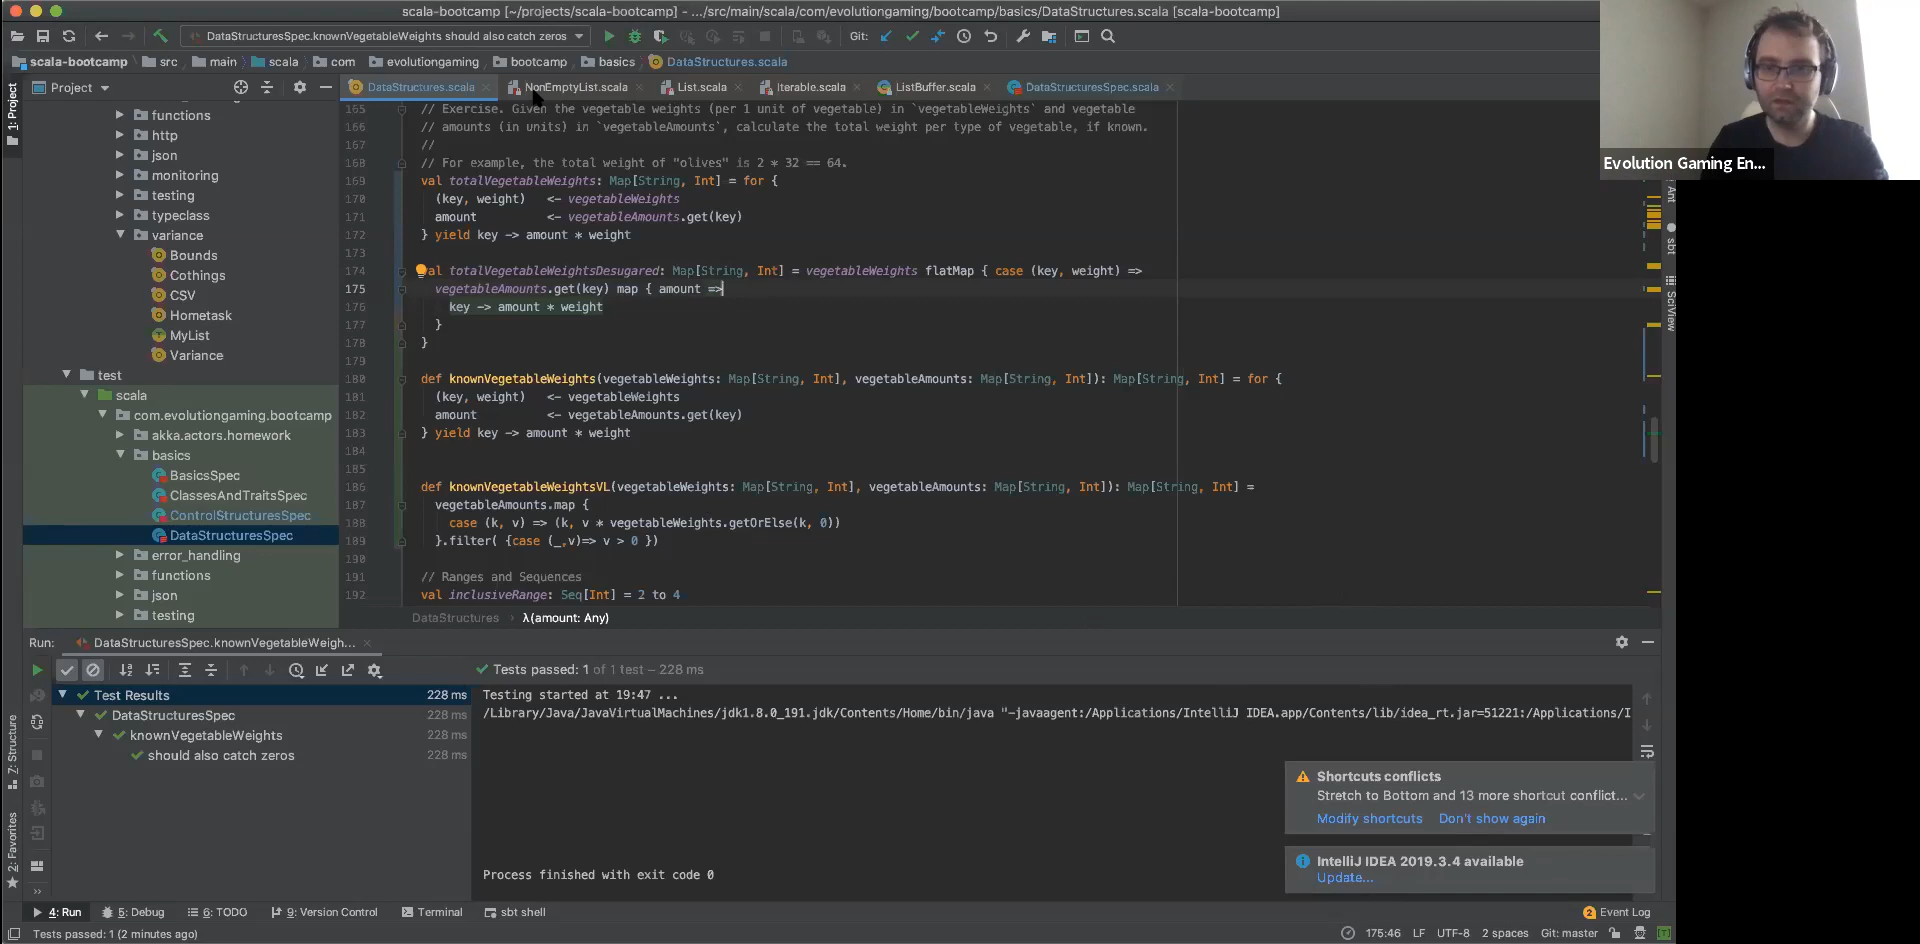 scala-bootcamp [~/projects/scala-bootcamp] - .../src/main/scala/com/evolutiongaming/bootcamp/basics/DataStructures.scala [scala-bootcamp]
DataStructuresSpec.knownVegetableWeights should also catch zeros
Git:
scala-bootcamp
src
main
scala
com
evolutiongaming
bootcamp
basics
DataStructures.scala
Project
DataStructures.scala
NonEmptyList.scala
List.scala
Iterable.scala
ListBuffer.scala
DataStructuresSpec.scala
1: Project
functions
http
json
monitoring
testing
typeclass
variance
Bounds
Cothings
CSV
Hometask
MyList
Variance
test
scala
com.evolutiongaming.bootcamp
akka.actors.homework
basics
BasicsSpec
ClassesAndTraitsSpec
ControlStructuresSpec
DataStructuresSpec
error_handling
functions
json
testing
165 // Exercise. Given the vegetable weights (per 1 unit of vegetable) in `vegetableWeights` and vegetable
166 // amounts (in units) in `vegetableAmounts`, calculate the total weight per type of vegetable, if known.
167 //
168 // For example, the total weight of "olives" is 2 * 32 == 64.
169 val totalVegetableWeights: Map[String, Int] = for {
170 (key, weight) <- vegetableWeights
171 amount <- vegetableAmounts.get(key)
172 } yield key -> amount * weight
173
174 al totalVegetableWeightsDesugared: Map[String, Int] = vegetableWeights flatMap { case (key, weight) =>
175 vegetableAmounts.get(key) map { amount =>
176 key -> amount * weight
177 }
178 }
179
180 def knownVegetableWeights(vegetableWeights: Map[String, Int], vegetableAmounts: Map[String, Int]): Map[String, Int] = for {
181 (key, weight) <- vegetableWeights
182 amount <- vegetableAmounts.get(key)
183 } yield key -> amount * weight
184
185
186 def knownVegetableWeightsVL(vegetableWeights: Map[String, Int], vegetableAmounts: Map[String, Int]): Map[String, Int] =
187 vegetableAmounts.map {
188 case (k, v) => (k, v * vegetableWeights.getOrElse(k, 0))
189 }.filter( {case (_,v)=> v > 0 })
190
191 // Ranges and Sequences
192 val inclusiveRange: Seq[Int] = 2 to 4
DataStructures
λ(amount: Any)
Evolution Gaming En...
Ant
sbt
SciView
Run:
DataStructuresSpec.knownVegetableWeigh...
Tests passed: 1 of 1 test – 228 ms
Test Results 228 ms
DataStructuresSpec 228 ms
knownVegetableWeights 228 ms
should also catch zeros 228 ms
Testing started at 19:47 ...
/Library/Java/JavaVirtualMachines/jdk1.8.0_191.jdk/Contents/Home/bin/java "-javaagent:/Applications/IntelliJ IDEA.app/Contents/lib/idea_rt.jar=51221:/Applications/I
Process finished with exit code 0
Shortcuts conflicts
Stretch to Bottom and 13 more shortcut conflict...
Modify shortcuts
Don't show again
IntelliJ IDEA 2019.3.4 available
Update...
7: Structure
2: Favorites
4: Run
5: Debug
6: TODO
9: Version Control
Terminal
sbt shell
2 Event Log
Tests passed: 1 (2 minutes ago)
175:46
LF
UTF-8
2 spaces
Git: master